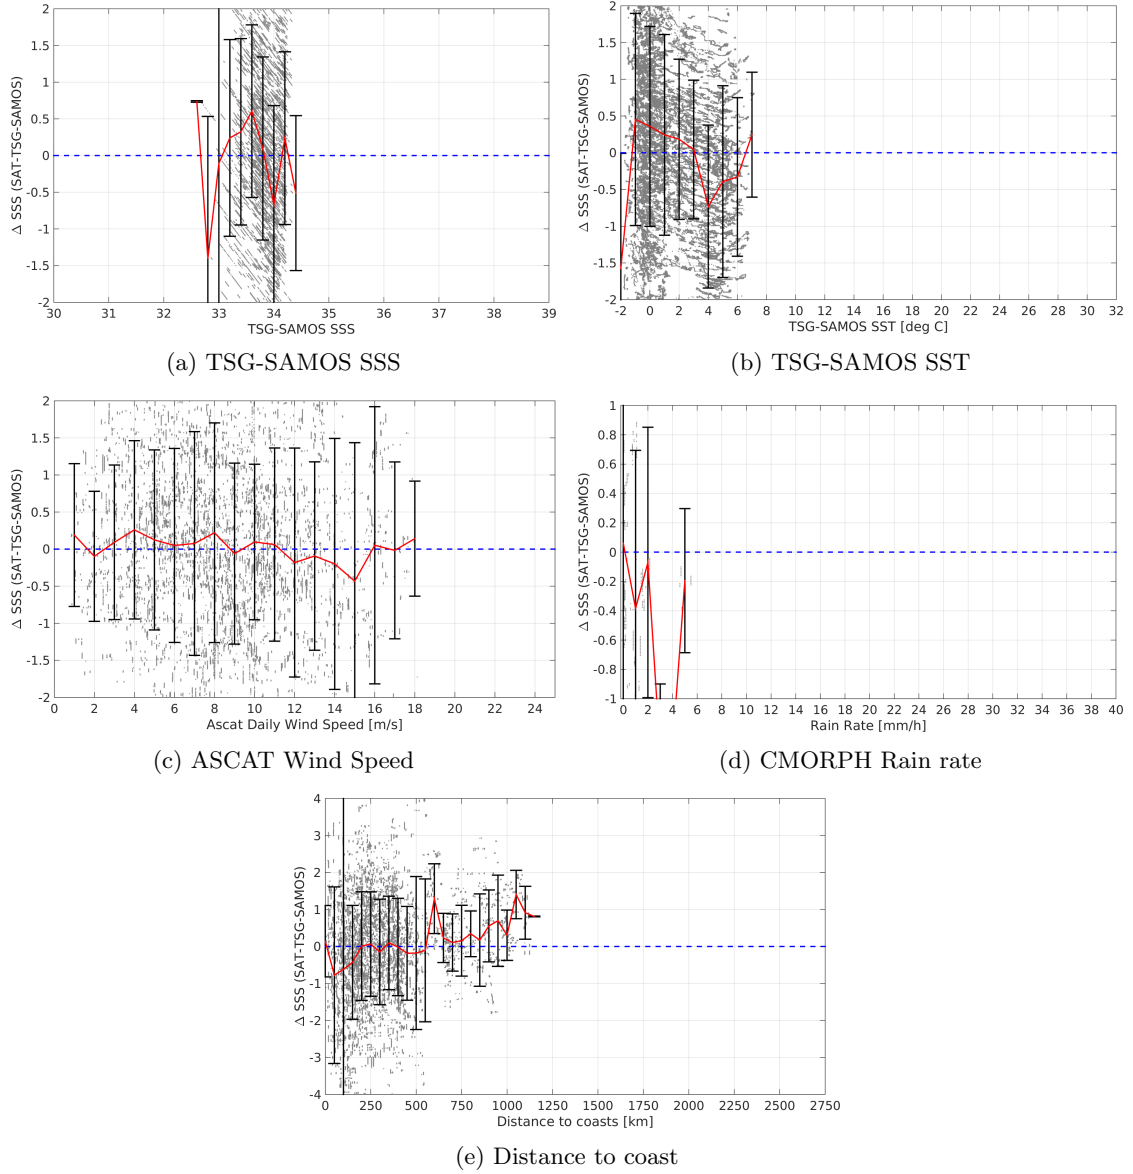 2
1.5
1
0.5
0
-0.5
-1
-1.5
-2
Δ SSS (SAT-TSG-SAMOS)
30 31 32 33 34 35 36 37 38 39
TSG-SAMOS SSS
(a) TSG-SAMOS SSS
2
1.5
1
0.5
0
-0.5
-1
-1.5
-2
Δ SSS (SAT-TSG-SAMOS)
-2 0 2 4 6 8 10 12 14 16 18 20 22 24 26 28 30 32
TSG-SAMOS SST [deg C]
(b) TSG-SAMOS SST
2
1.5
1
0.5
0
-0.5
-1
-1.5
-2
Δ SSS (SAT-TSG-SAMOS)
0 2 4 6 8 10 12 14 16 18 20 22 24
Ascat Daily Wind Speed [m/s]
(c) ASCAT Wind Speed
1
0.8
0.6
0.4
0.2
0
-0.2
-0.4
-0.6
-0.8
-1
Δ SSS (SAT-TSG-SAMOS)
0 2 4 6 8 10 12 14 16 18 20 22 24 26 28 30 32 34 36 38 40
Rain Rate [mm/h]
(d) CMORPH Rain rate
4
3
2
1
0
-1
-2
-3
-4
Δ SSS (SAT-TSG-SAMOS)
0 250 500 750 1000 1250 1500 1750 2000 2250 2500 2750
Distance to coasts [km]
(e) Distance to coast